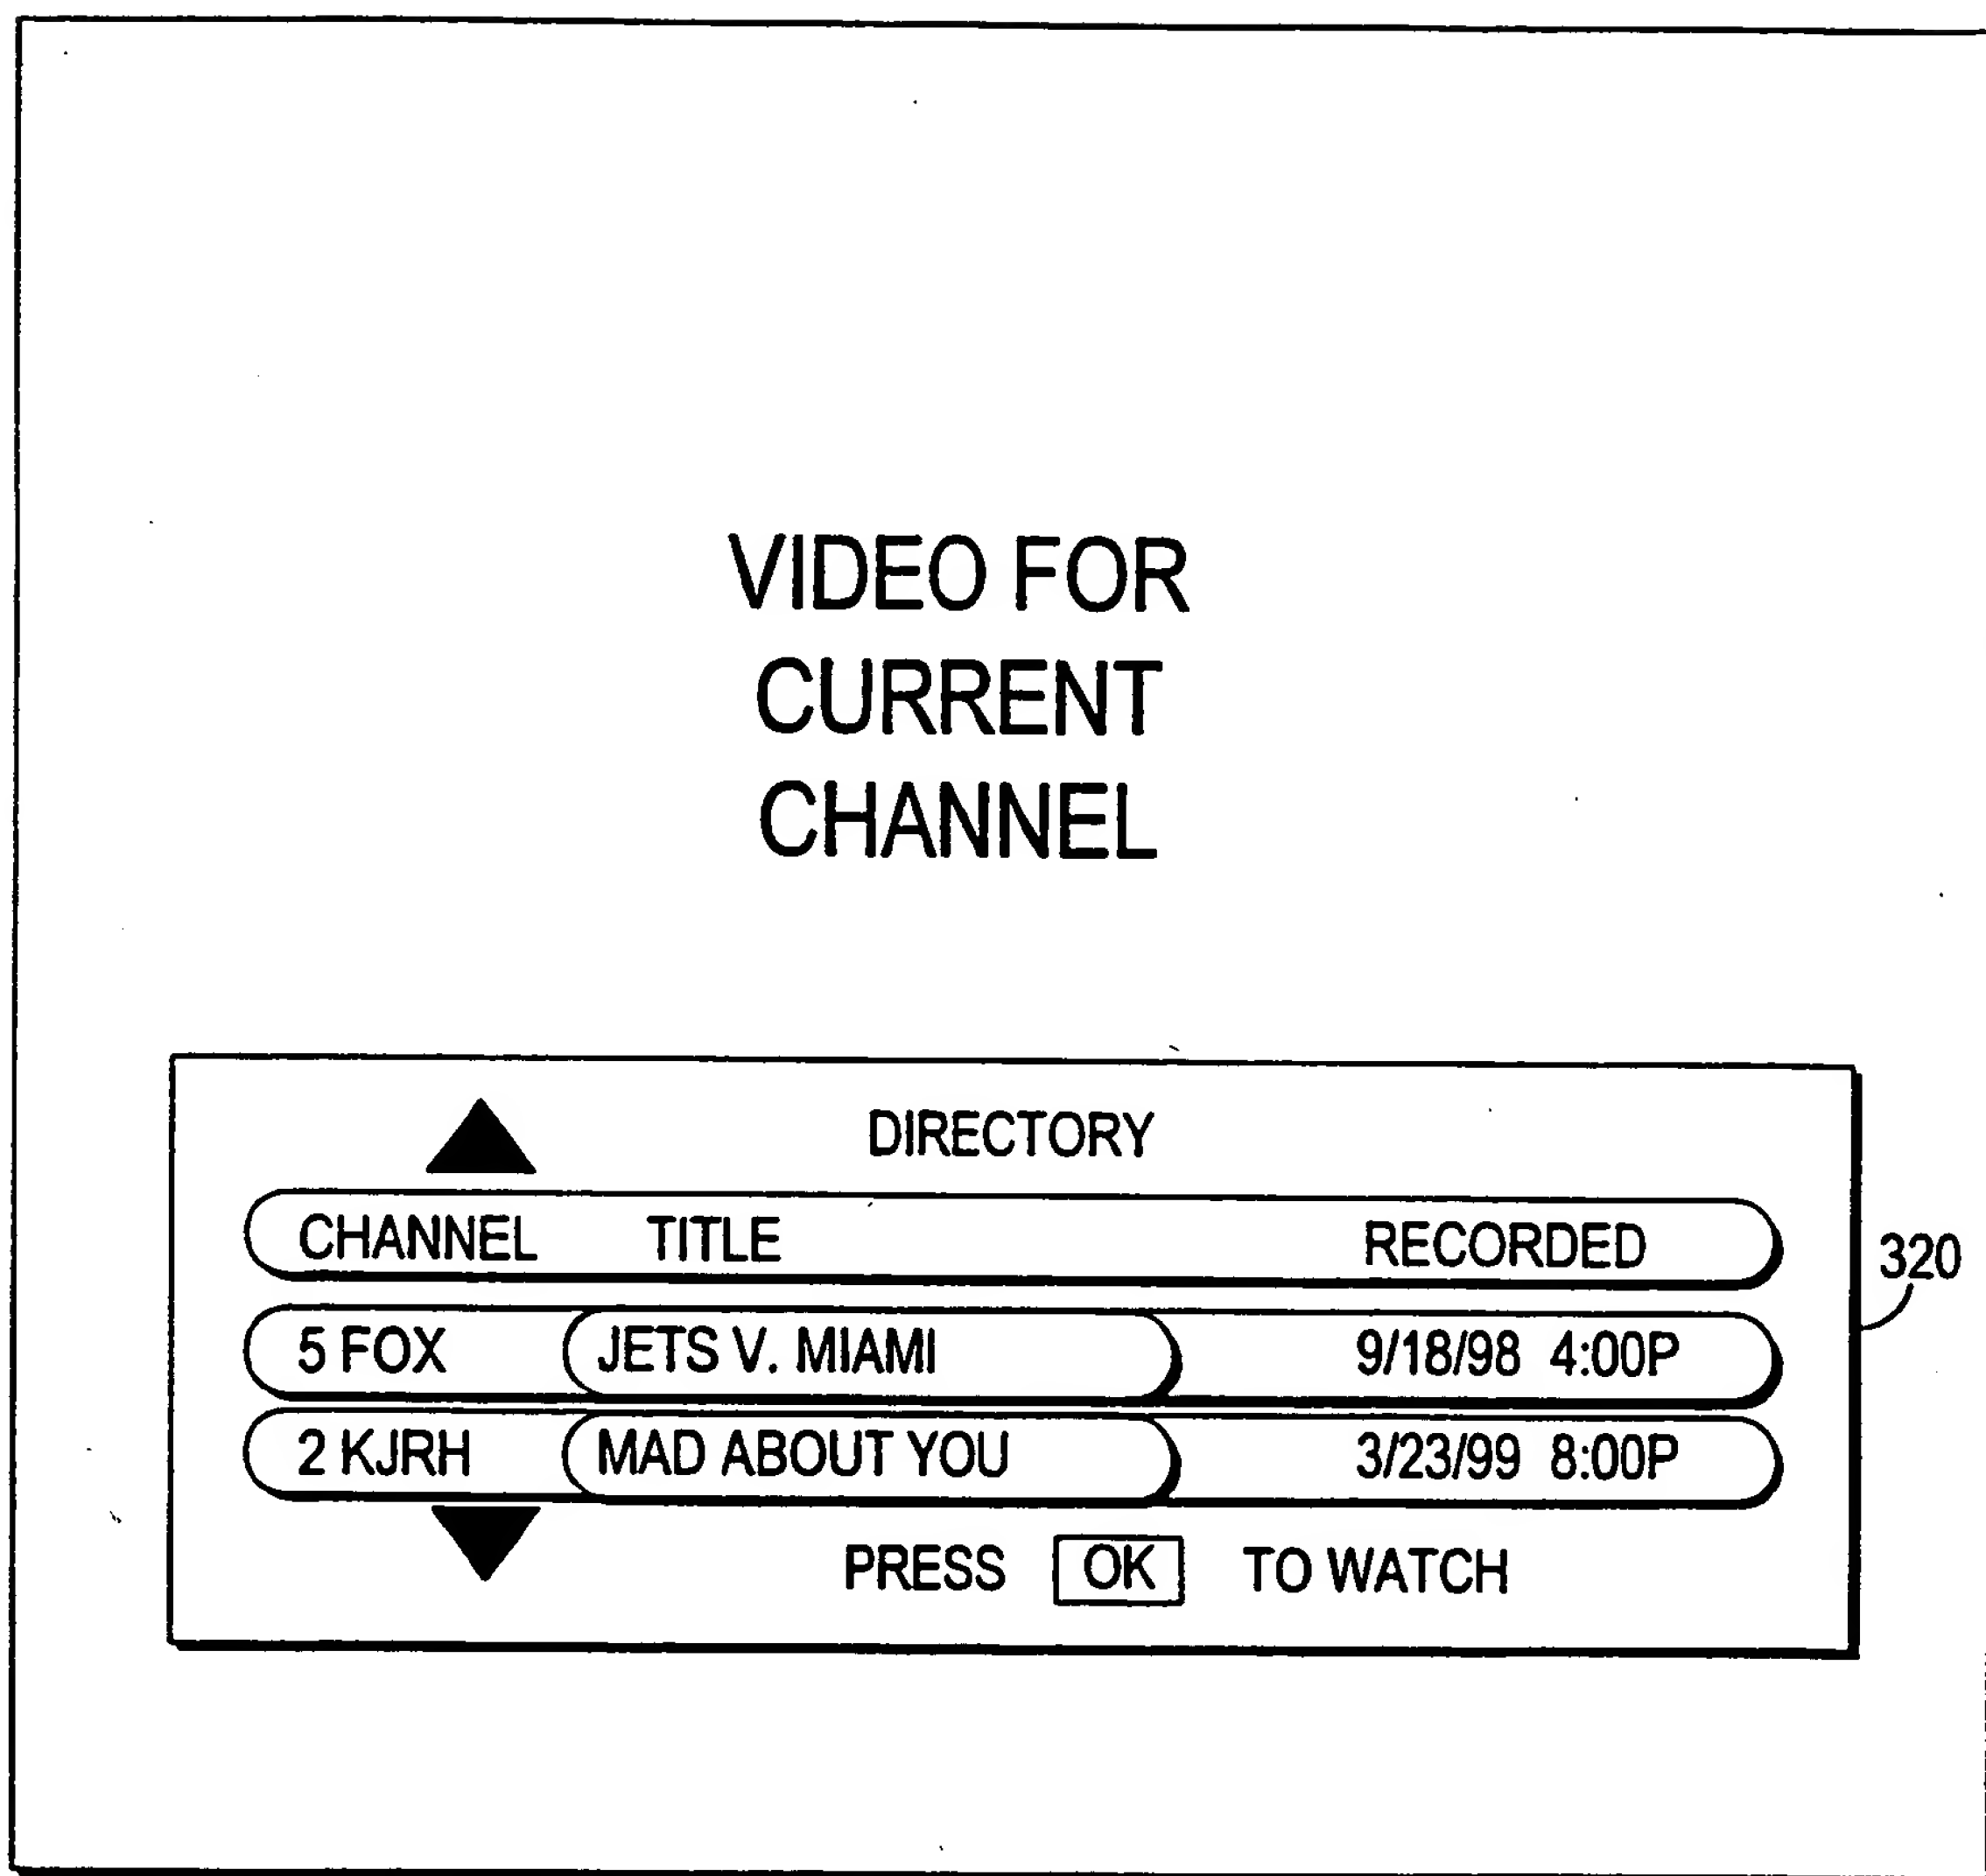 VIDEO FOR
CURRENT
CHANNEL
DIRECTORY
CHANNEL TITLE RECORDED
320
5 FOX JETS V. MIAMI 9/18/98 4:00P
2 KJRH MAD ABOUT YOU 3/23/99 8:00P
PRESS OK TO WATCH